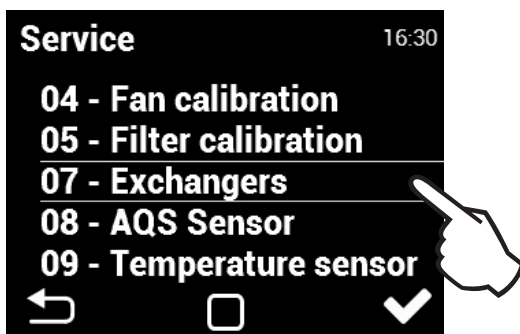 Service
16:30
04 - Fan calibration
05 - Filter calibration
07 - Exchangers
08 - AQS Sensor
09 - Temperature sensor